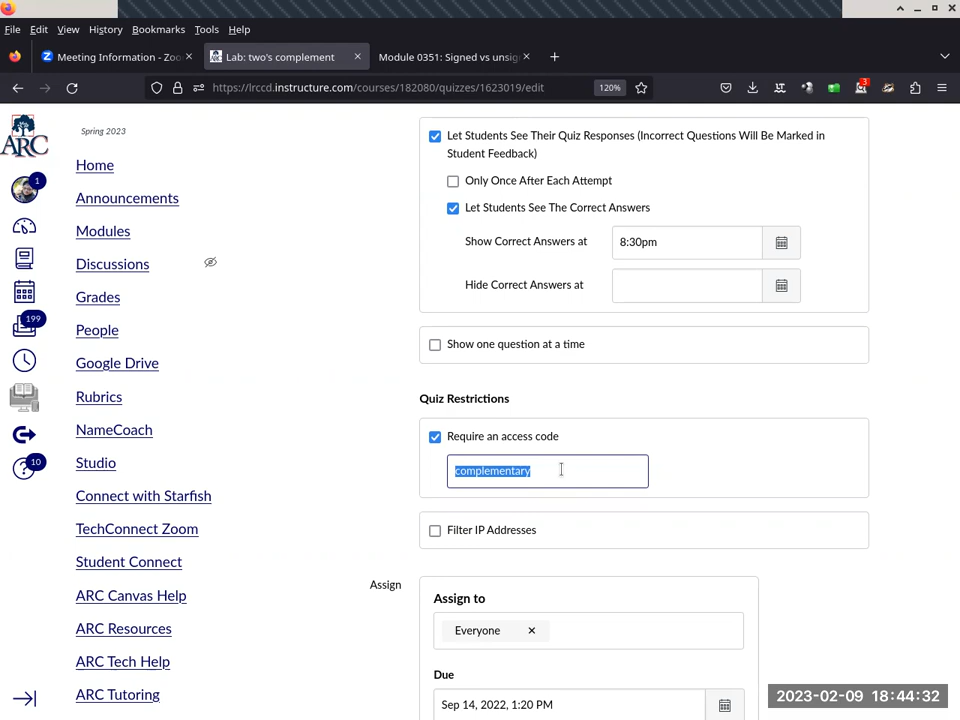 File Edit View History Bookmarks Tools Help
Meeting Information - Zoo
Lab: two's complement
Module 0351: Signed vs unsig
https://lrccd.instructure.com/courses/182080/quizzes/1623019/edit
120%
3
ARC
Spring 2023
Home
1
Announcements
Modules
Discussions
Grades
199
People
Google Drive
Rubrics
NameCoach
10
Studio
Connect with Starfish
TechConnect Zoom
Student Connect
ARC Canvas Help
ARC Resources
ARC Tech Help
ARC Tutoring
Let Students See Their Quiz Responses (Incorrect Questions Will Be Marked in
Student Feedback)
Only Once After Each Attempt
Let Students See The Correct Answers
Show Correct Answers at 8:30pm
Hide Correct Answers at
Show one question at a time
Quiz Restrictions
Require an access code
complementary
Filter IP Addresses
Assign
Assign to
Everyone
Due
Sep 14, 2022, 1:20 PM
2023-02-09 18:44:32